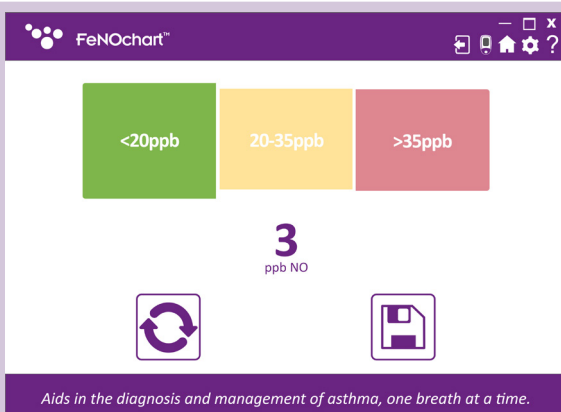 FeNOchart™
<20ppb 20-35ppb >35ppb
3
ppb NO
Aids in the diagnosis and management of asthma, one breath at a time.